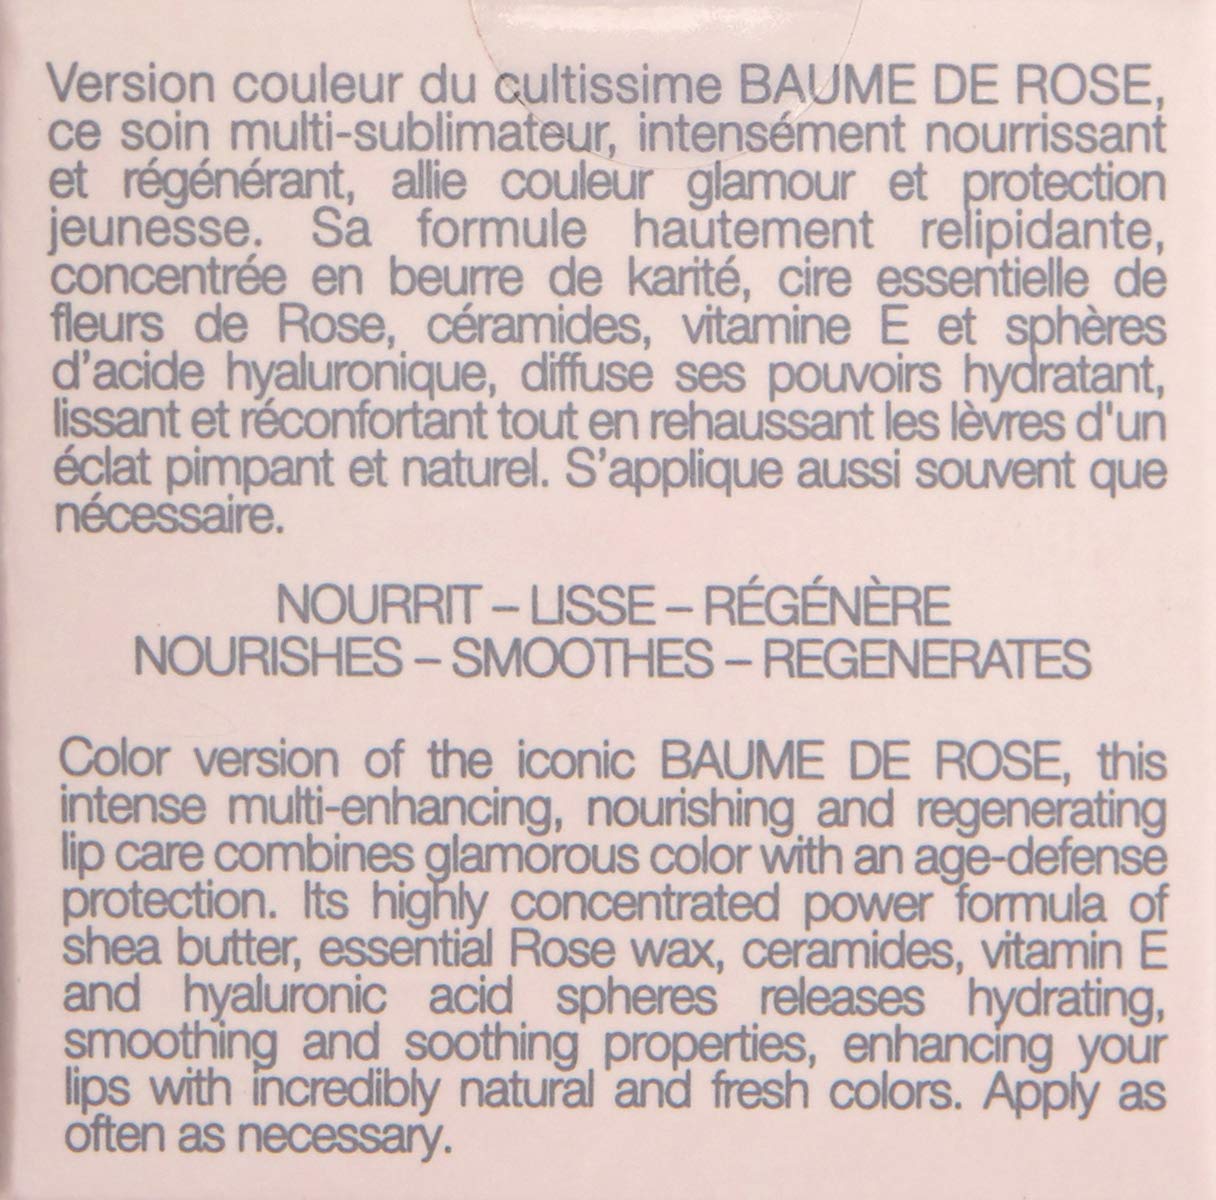 Version couleur du cultissime BAUME DE ROSE,
ce soin multi-sublimateur, intensément nourrissant
et régénérant, allie couleur glamour et protection
jeunesse. Sa formule hautement relipidante,
concentrée en beurre de karité, cire essentielle de
fleurs de Rose, céramides, vitamine E et sphères
d'acide hyaluronique, diffuse ses pouvoirs hydratant,
lissant et réconfortant tout en rehaussant les lèvres d'un
éclat pimpant et naturel. S'applique aussi souvent que
nécessaire.
NOURRIT – LISSE – RÉGÉNÈRE
NOURISHES – SMOOTHES – REGENERATES
Color version of the iconic BAUME DE ROSE, this
intense multi-enhancing, nourishing and regenerating
lip care combines glamorous color with an age-defense
protection. Its highly concentrated power formula of
shea butter, essential Rose wax, ceramides, vitamin E
and hyaluronic acid spheres releases hydrating,
smoothing and soothing properties, enhancing your
lips with incredibly natural and fresh colors. Apply as
often as necessary.